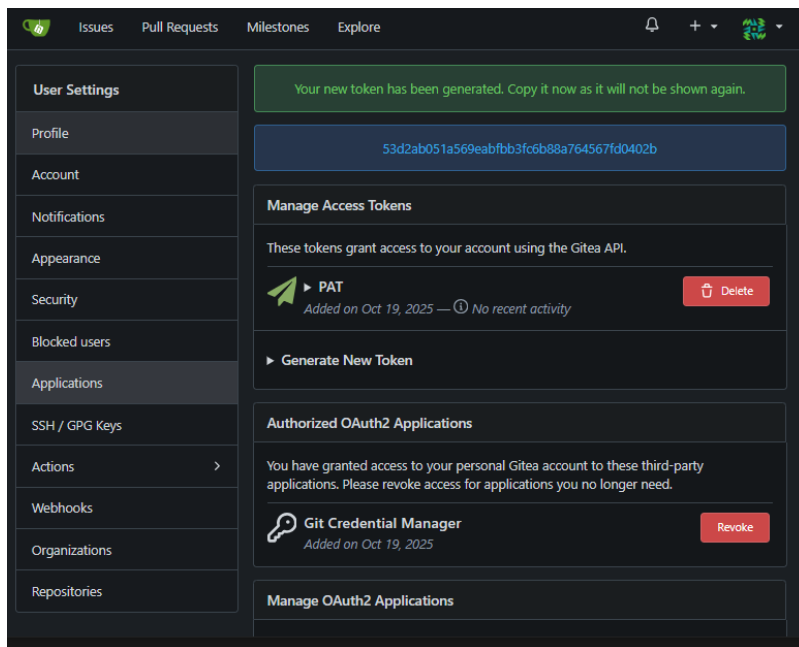 Issues Pull Requests Milestones Explore
User Settings
Profile
Account
Notifications
Appearance
Security
Blocked users
Applications
SSH / GPG Keys
Actions
Webhooks
Organizations
Repositories
Your new token has been generated. Copy it now as it will not be shown again.
53d2ab051a569eabfbb3fc6b88a764567fd0402b
Manage Access Tokens
These tokens grant access to your account using the Gitea API.
PAT
Added on Oct 19, 2025 — No recent activity
Delete
Generate New Token
Authorized OAuth2 Applications
You have granted access to your personal Gitea account to these third-party
applications. Please revoke access for applications you no longer need.
Git Credential Manager
Added on Oct 19, 2025
Revoke
Manage OAuth2 Applications